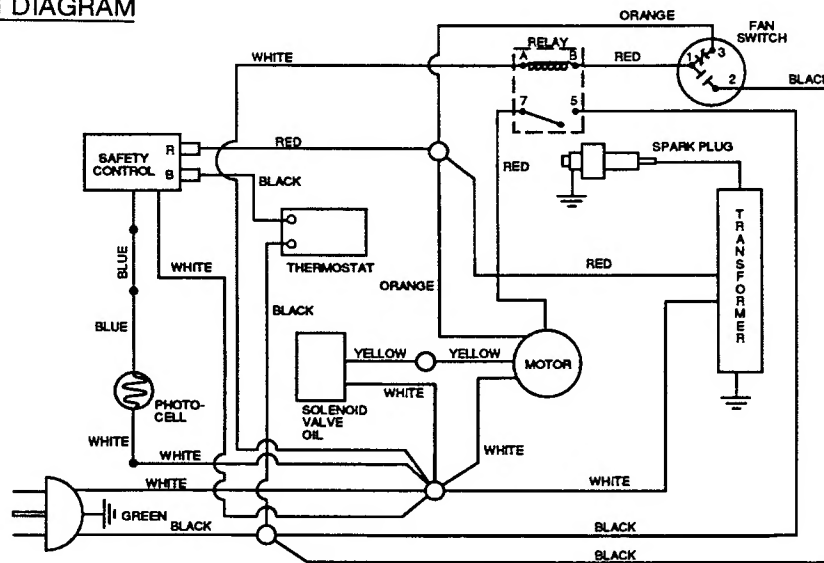 DIAGRAM
ORANGE
FAN
SWITCH
RELAY
WHITE
A
B
RED
1
3
2
BLACK
7
5
SAFETY
CONTROL
R
B
RED
BLACK
RED
SPARK PLUG
THERMOSTAT
TRANSFORMER
BLUE
WHITE
ORANGE
RED
BLACK
BLUE
YELLOW
YELLOW
MOTOR
WHITE
PHOTO-
CELL
SOLENOID
VALVE
OIL
WHITE
WHITE
WHITE
WHITE
WHITE
GREEN
BLACK
BLACK
BLACK